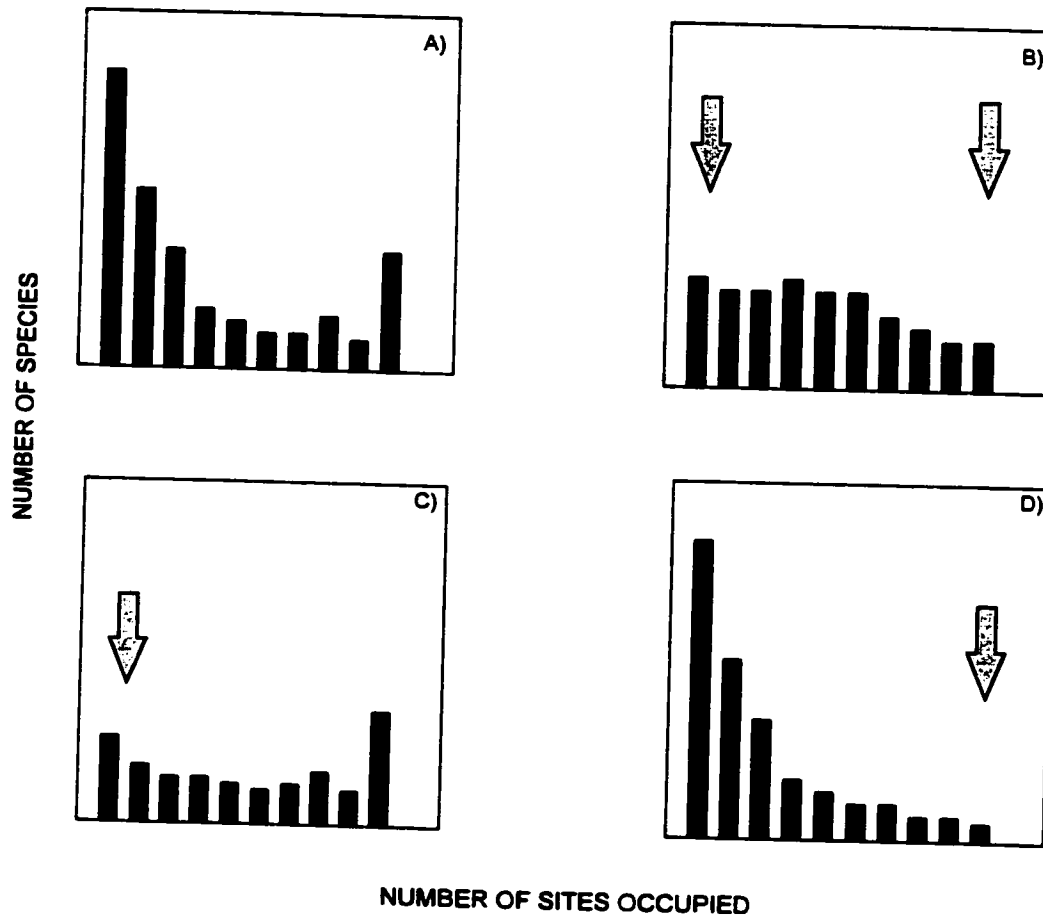 A)
B)
NUMBER OF SPECIES
C)
D)
NUMBER OF SITES OCCUPIED